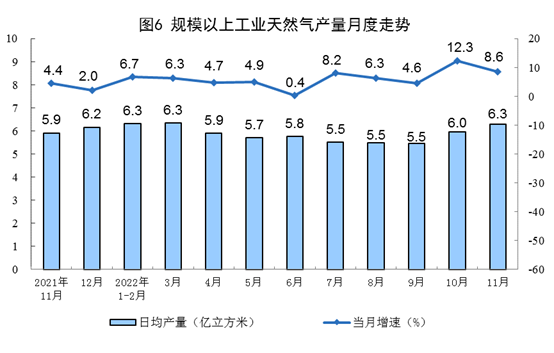 图6 规模以上工业天然气产量月度走势
10 20
9 10
8 0
7 -10
6 -20
5 -30
4 -40
3 -50
2 -60
1
0
4.4 2.0 6.7 6.3 4.7 4.9 0.4 8.2 6.3 4.6 12.3 8.6
5.9 6.2 6.3 6.3 5.9 5.7 5.8 5.5 5.5 5.5 6.0 6.3
2021年 12月 2022年 3月 4月 5月 6月 7月 8月 9月 10月 11月
11月 1-2月
日均产量（亿立方米） 当月增速（%）